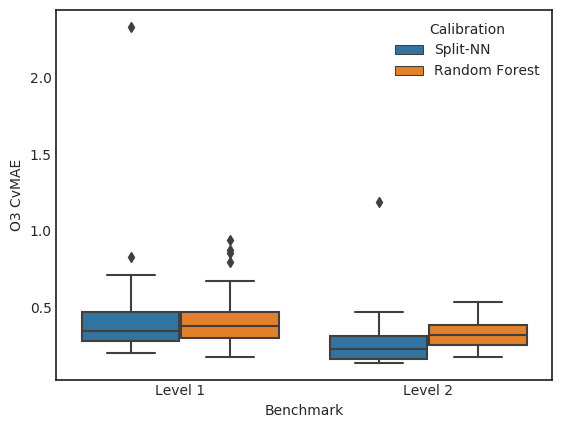 Calibration
Split-NN
Random Forest
O3 CvMAE
2.0
1.5
1.0
0.5
Level 1 Level 2
Benchmark